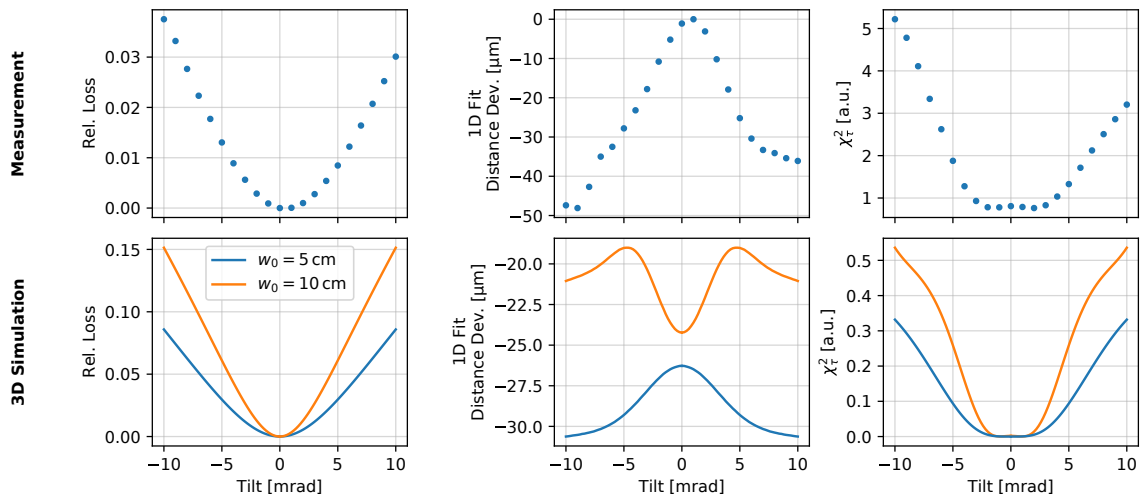 Measurement
Rel. Loss
0.03
0.02
0.01
0.00
1D Fit
Distance Dev. [µm]
0
−10
−20
−30
−40
−50
χ²τ [a.u.]
5
4
3
2
1
3D Simulation
Rel. Loss
0.15
0.10
0.05
0.00
w₀ = 5 cm
w₀ = 10 cm
−10 −5 0 5 10
Tilt [mrad]
1D Fit
Distance Dev. [µm]
−20.0
−22.5
−25.0
−27.5
−30.0
−10 −5 0 5 10
Tilt [mrad]
χ²τ [a.u.]
0.5
0.4
0.3
0.2
0.1
0.0
−10 −5 0 5 10
Tilt [mrad]